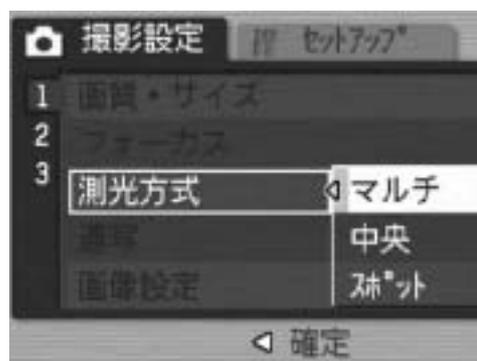 撮影設定 セットアップ
1 画質・サイズ
2 フォーカス
3 測光方式 マルチ
連写 中央
画像設定 スポット
確定